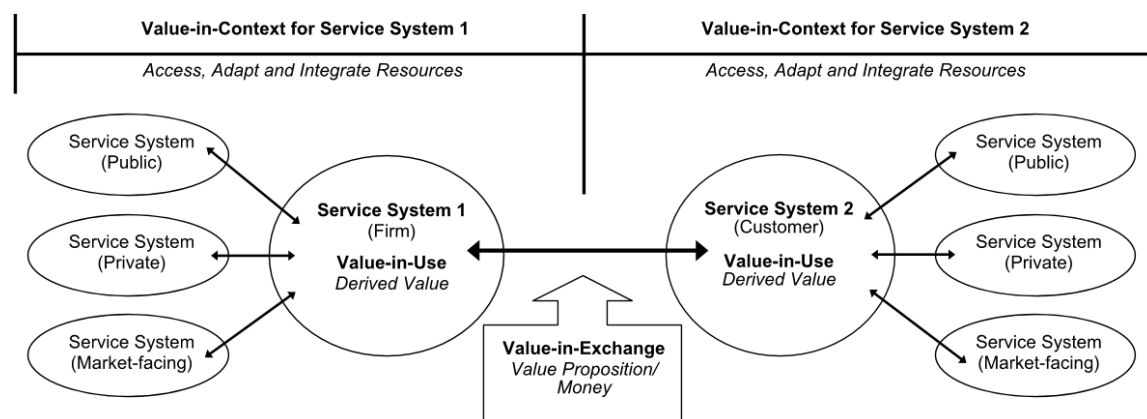 Value-in-Context for Service System 1
Value-in-Context for Service System 2
Access, Adapt and Integrate Resources
Access, Adapt and Integrate Resources
Service System
(Public)
Service System
(Private)
Service System
(Market-facing)
Service System 1
(Firm)
Value-in-Use
Derived Value
Value-in-Exchange
Value Proposition/
Money
Service System 2
(Customer)
Value-in-Use
Derived Value
Service System
(Public)
Service System
(Private)
Service System
(Market-facing)